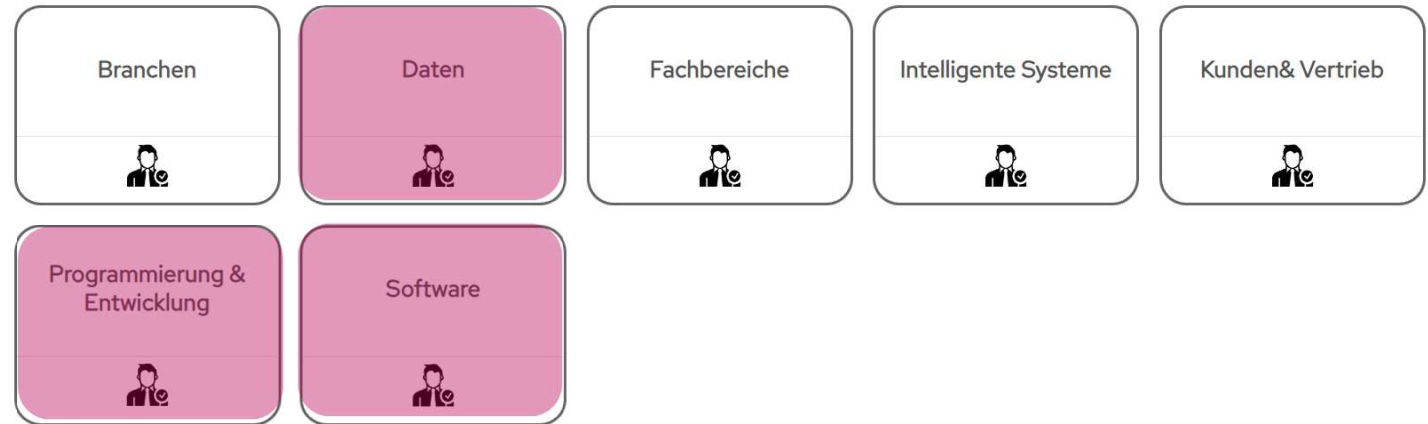 Branchen
Daten
Fachbereiche
Intelligente Systeme
Kunden& Vertrieb
Programmierung &
Entwicklung
Software